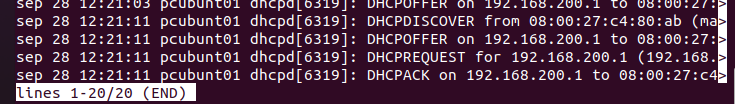 sep 28 12:21:03 pcubunt01 dhcpd[6319]: DHCPOFFER on 192.168.200.1 to 08:00:27:>
sep 28 12:21:11 pcubunt01 dhcpd[6319]: DHCPDISCOVER from 08:00:27:c4:80:ab (ma>
sep 28 12:21:11 pcubunt01 dhcpd[6319]: DHCPOFFER on 192.168.200.1 to 08:00:27:>
sep 28 12:21:11 pcubunt01 dhcpd[6319]: DHCPREQUEST for 192.168.200.1 (192.168.>
sep 28 12:21:11 pcubunt01 dhcpd[6319]: DHCPACK on 192.168.200.1 to 08:00:27:c4>
lines 1-20/20 (END)